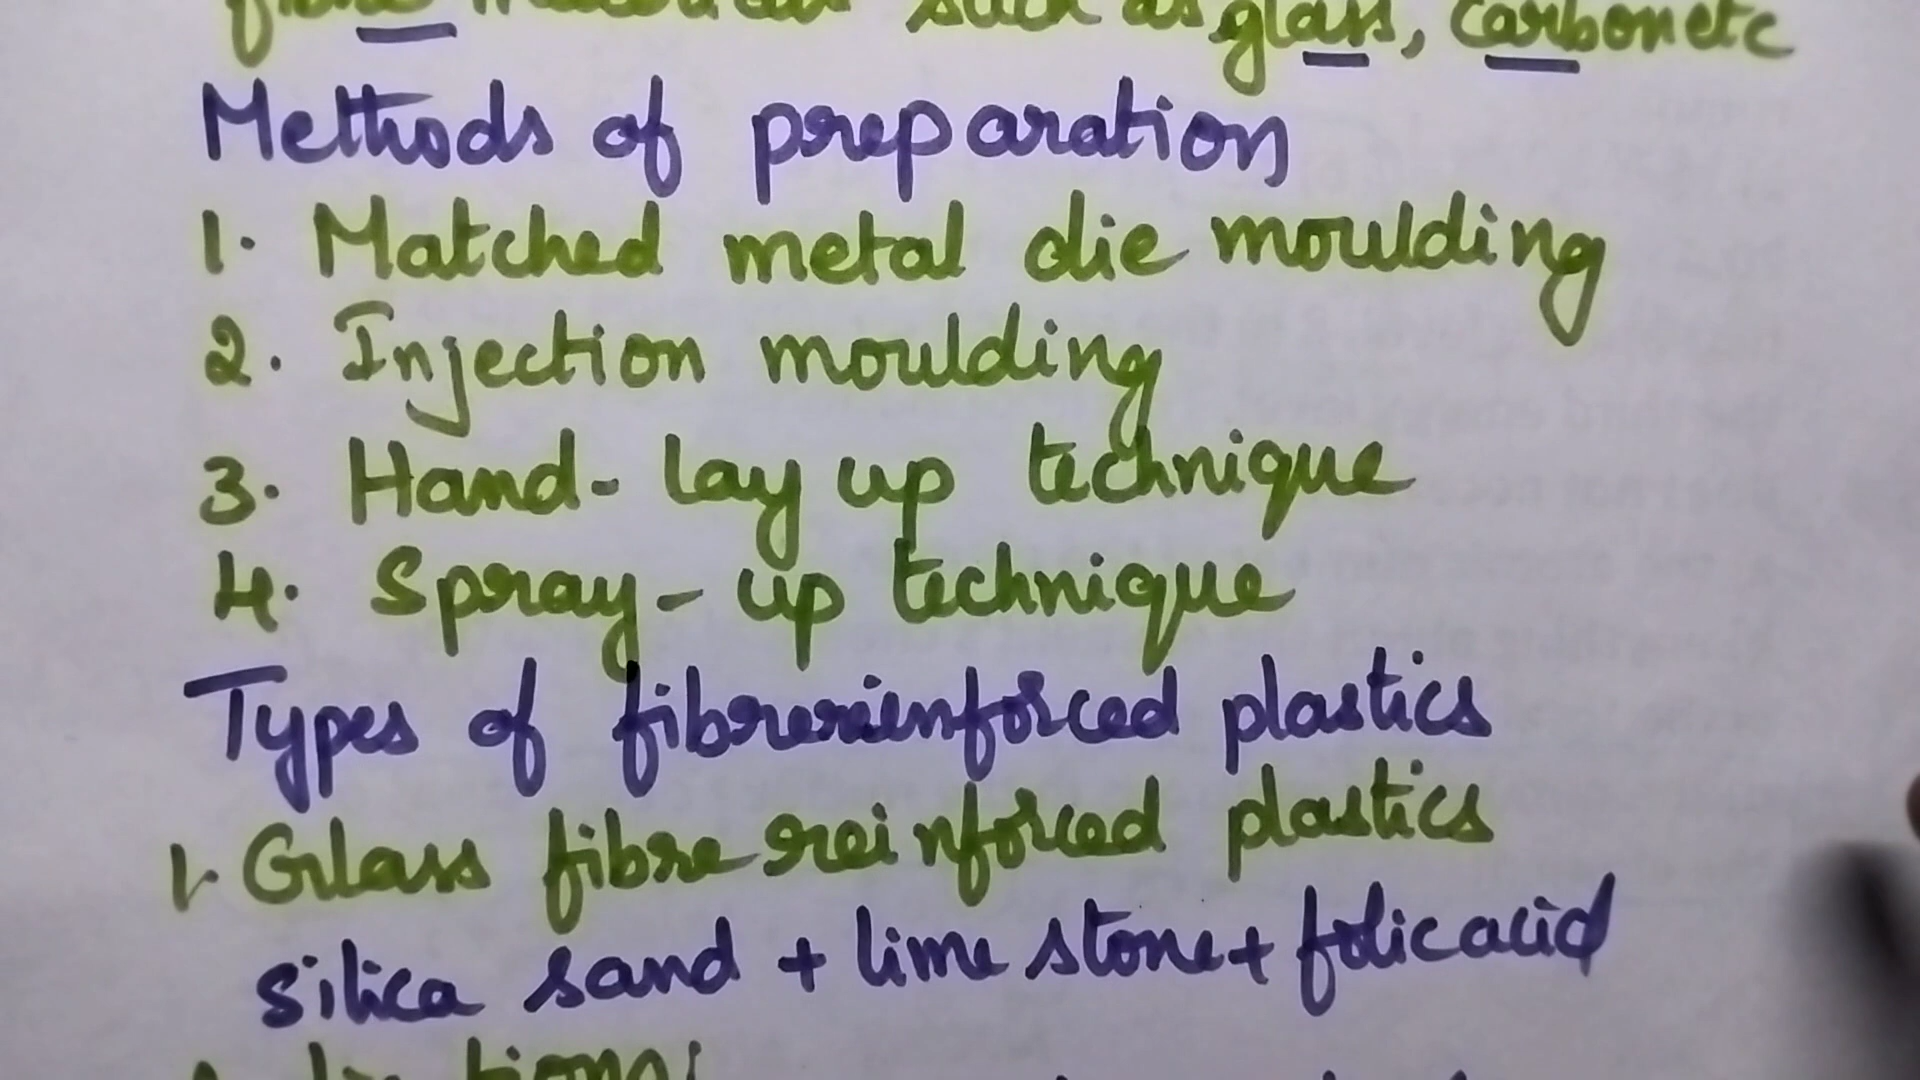 fibre materials such as glass, carbon etc
Methods of preparation
1. Matched metal die moulding
2. Injection moulding
3. Hand-lay up technique
4. Spray-up technique
Types of fibrereinforced plastics
1. Glass fibre reinforced plastics
silica sand + lime stone + folic acid